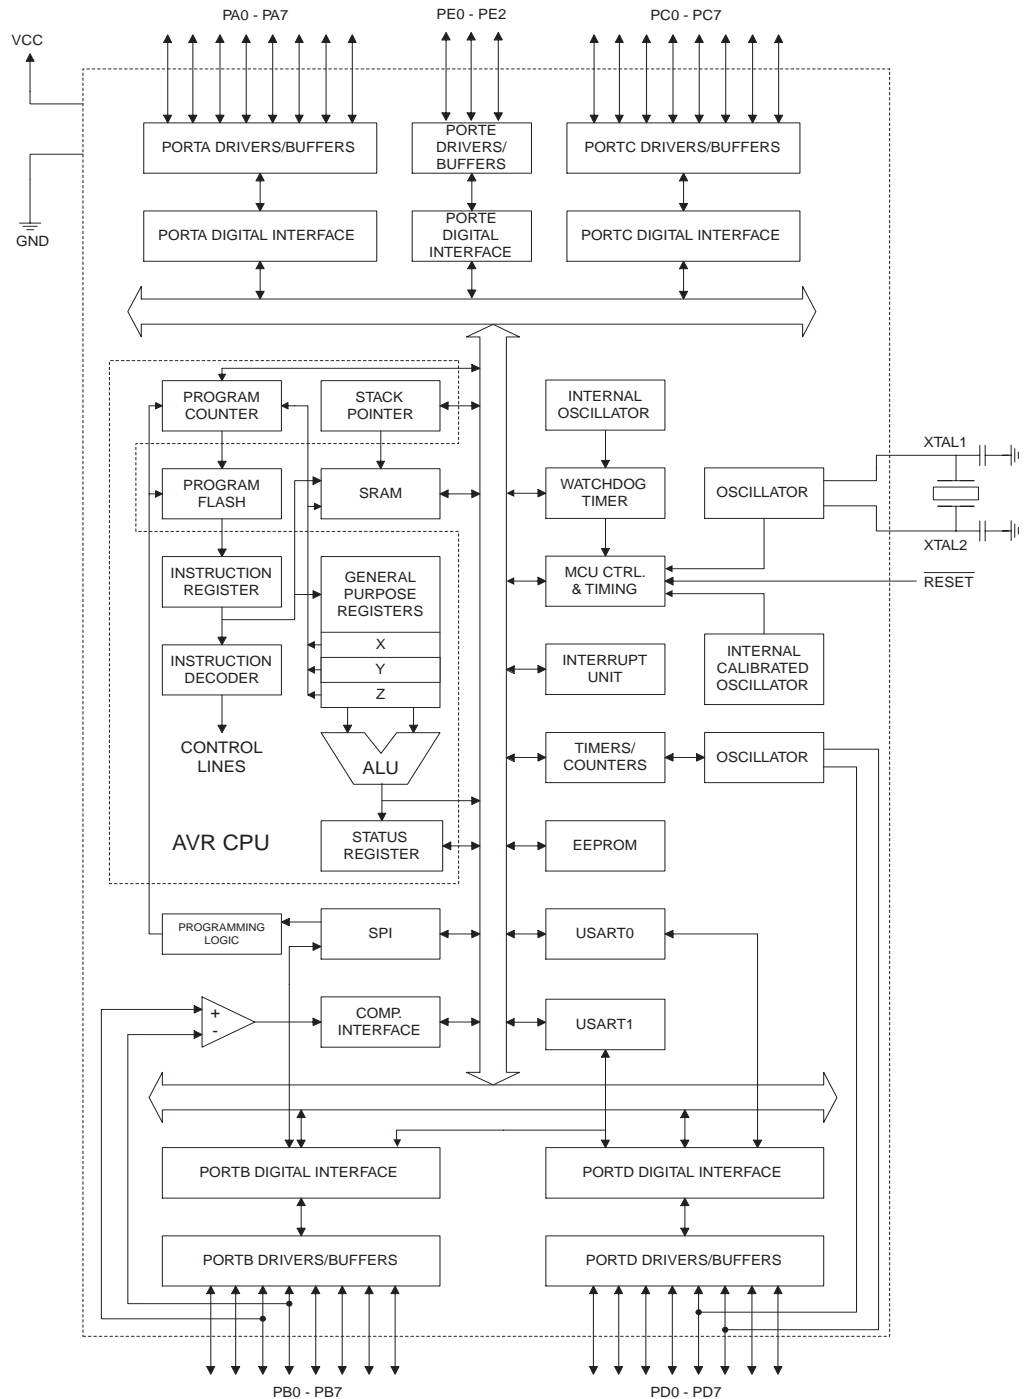 PA0 - PA7
PE0 - PE2
PC0 - PC7
VCC
GND
PORTA DRIVERS/BUFFERS
PORTE
DRIVERS/
BUFFERS
PORTC DRIVERS/BUFFERS
PORTA DIGITAL INTERFACE
PORTE
DIGITAL
INTERFACE
PORTC DIGITAL INTERFACE
PROGRAM
COUNTER
STACK
POINTER
INTERNAL
OSCILLATOR
XTAL1
PROGRAM
FLASH
SRAM
WATCHDOG
TIMER
OSCILLATOR
XTAL2
INSTRUCTION
REGISTER
GENERAL
PURPOSE
REGISTERS
MCU CTRL.
& TIMING
RESET
X
Y
Z
INSTRUCTION
DECODER
INTERRUPT
UNIT
INTERNAL
CALIBRATED
OSCILLATOR
CONTROL
LINES
ALU
TIMERS/
COUNTERS
OSCILLATOR
AVR CPU
STATUS
REGISTER
EEPROM
PROGRAMMING
LOGIC
SPI
USART0
+
-
COMP.
INTERFACE
USART1
PORTB DIGITAL INTERFACE
PORTD DIGITAL INTERFACE
PORTB DRIVERS/BUFFERS
PORTD DRIVERS/BUFFERS
PB0 - PB7
PD0 - PD7